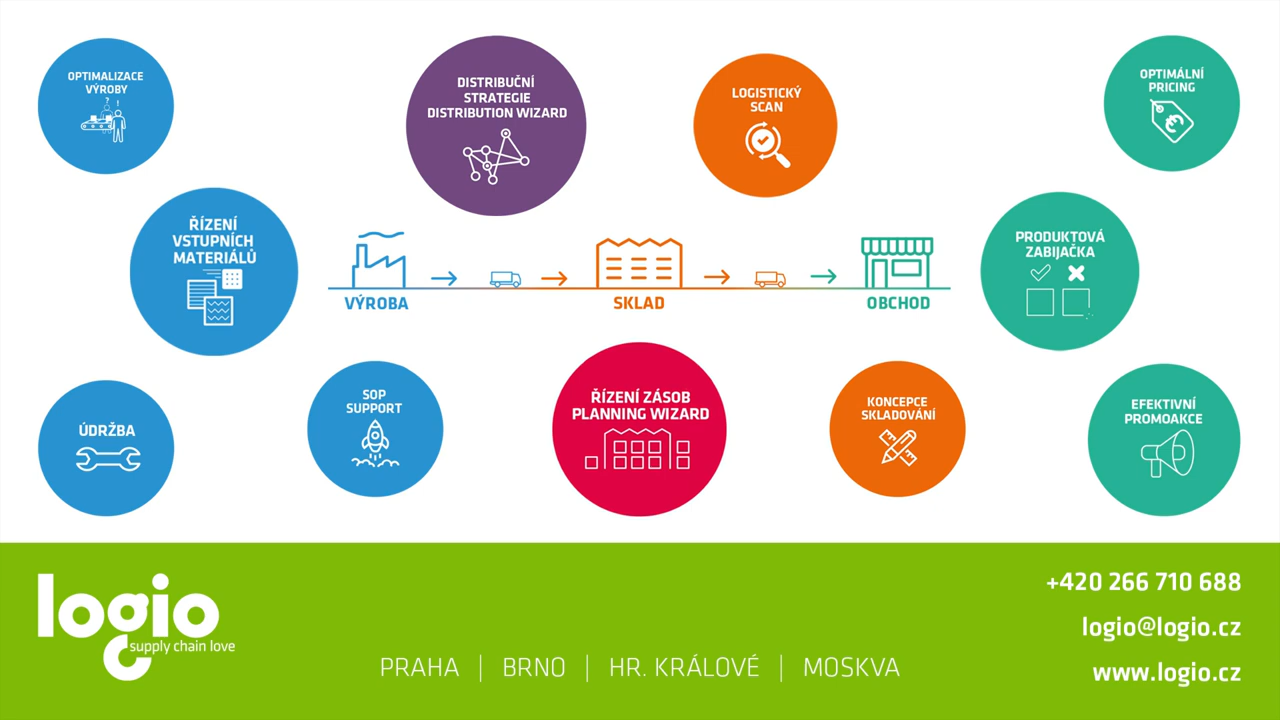 OPTIMALIZACE
VÝROBY
DISTRIBUČNÍ
STRATEGIE
DISTRIBUTION WIZARD
LOGISTICKÝ
SCAN
OPTIMÁLNÍ
PRICING
€
ŘÍZENÍ
VSTUPNÍCH
MATERIÁLŮ
PRODUKTOVÁ
ZABIJAČKA
VÝROBA
SKLAD
OBCHOD
ÚDRŽBA
SOP
SUPPORT
ŘÍZENÍ ZÁSOB
PLANNING WIZARD
KONCEPCE
SKLADOVÁNÍ
EFEKTIVNÍ
PROMOAKCE
logio
supply chain love
PRAHA | BRNO | HR. KRÁLOVÉ | MOSKVA
+420 266 710 688
logio@logio.cz
www.logio.cz